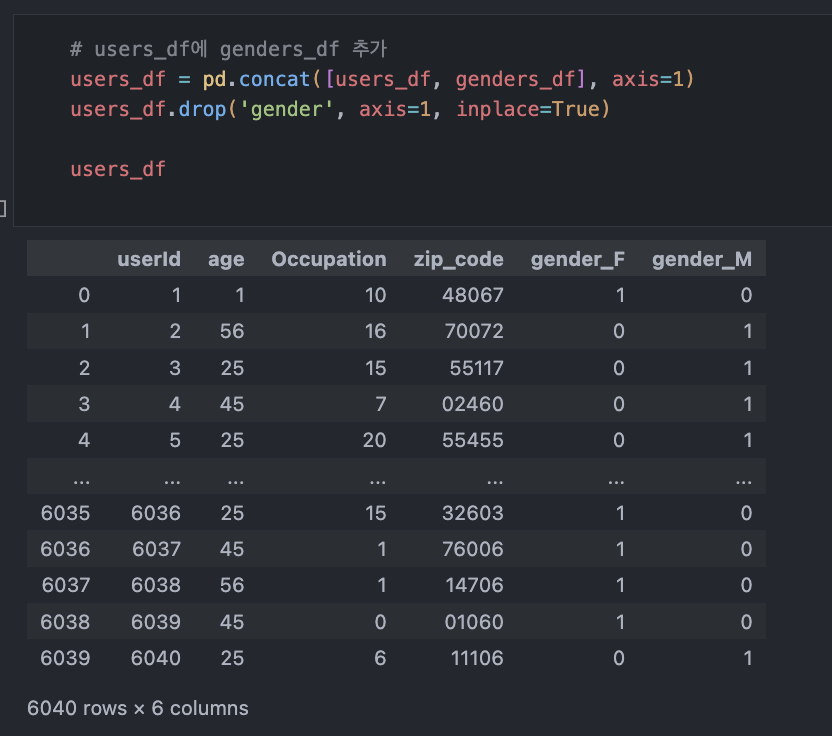 # users_df에 genders_df 추가
users_df = pd.concat([users_df, genders_df], axis=1)
users_df.drop('gender', axis=1, inplace=True)
users_df
userId age Occupation zip_code gender_F gender_M
0 1 1 10 48067 1 0
1 2 56 16 70072 0 1
2 3 25 15 55117 0 1
3 4 45 7 02460 0 1
4 5 25 20 55455 0 1
... ... ... ... ... ... ...
6035 6036 25 15 32603 1 0
6036 6037 45 1 76006 1 0
6037 6038 56 1 14706 1 0
6038 6039 45 0 01060 1 0
6039 6040 25 6 11106 0 1
6040 rows × 6 columns